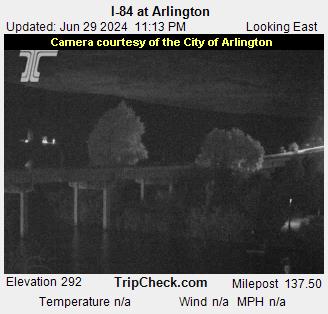 I-84 at Arlington
Updated: Jun 29 2024 11:13 PM Looking East
Camera courtesy of the City of Arlington
Elevation 292 TripCheck.com Milepost 137.50
Temperature n/a Wind n/a MPH n/a